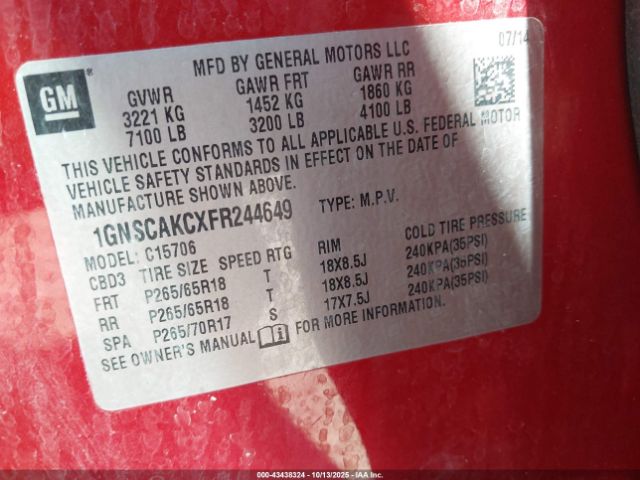 MFD BY GENERAL MOTORS LLC
07/14
GM
GVWR GAWR FRT GAWR RR
3221 KG 1452 KG 1860 KG
7100 LB 3200 LB 4100 LB
THIS VEHICLE CONFORMS TO ALL APPLICABLE U.S. FEDERAL MOTOR
VEHICLE SAFETY STANDARDS IN EFFECT ON THE DATE OF
MANUFACTURE SHOWN ABOVE.
1GNSCAKCXFR244649 TYPE: M.P.V.
MODEL: C15706
CBD3 TIRE SIZE SPEED RTG RIM COLD TIRE PRESSURE
FRT P265/65R18 T 18X8.5J 240KPA(35PSI)
RR P265/65R18 T 18X8.5J 240KPA(35PSI)
SPA P265/70R17 S 17X7.5J 240KPA(35PSI)
SEE OWNER'S MANUAL FOR MORE INFORMATION.
000-43438324 | 10/13/2025 | Copart IAA